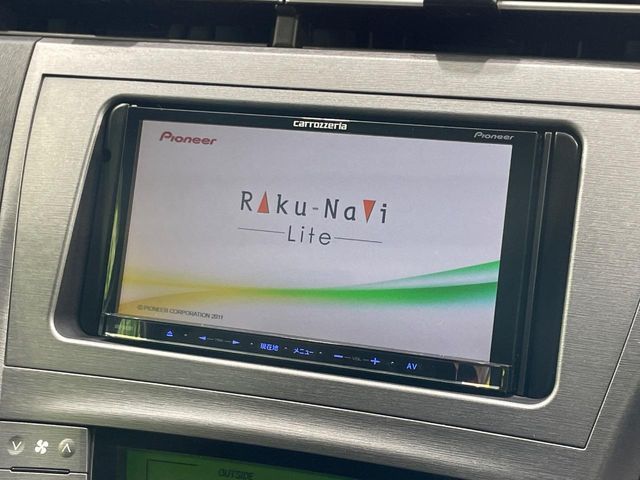 carrozzeria
Pioneer
Pioneer
Raku-Navi
Lite
©PIONEER CORPORATION 2011
現在地 メニュー VOL AV
OUTSIDE